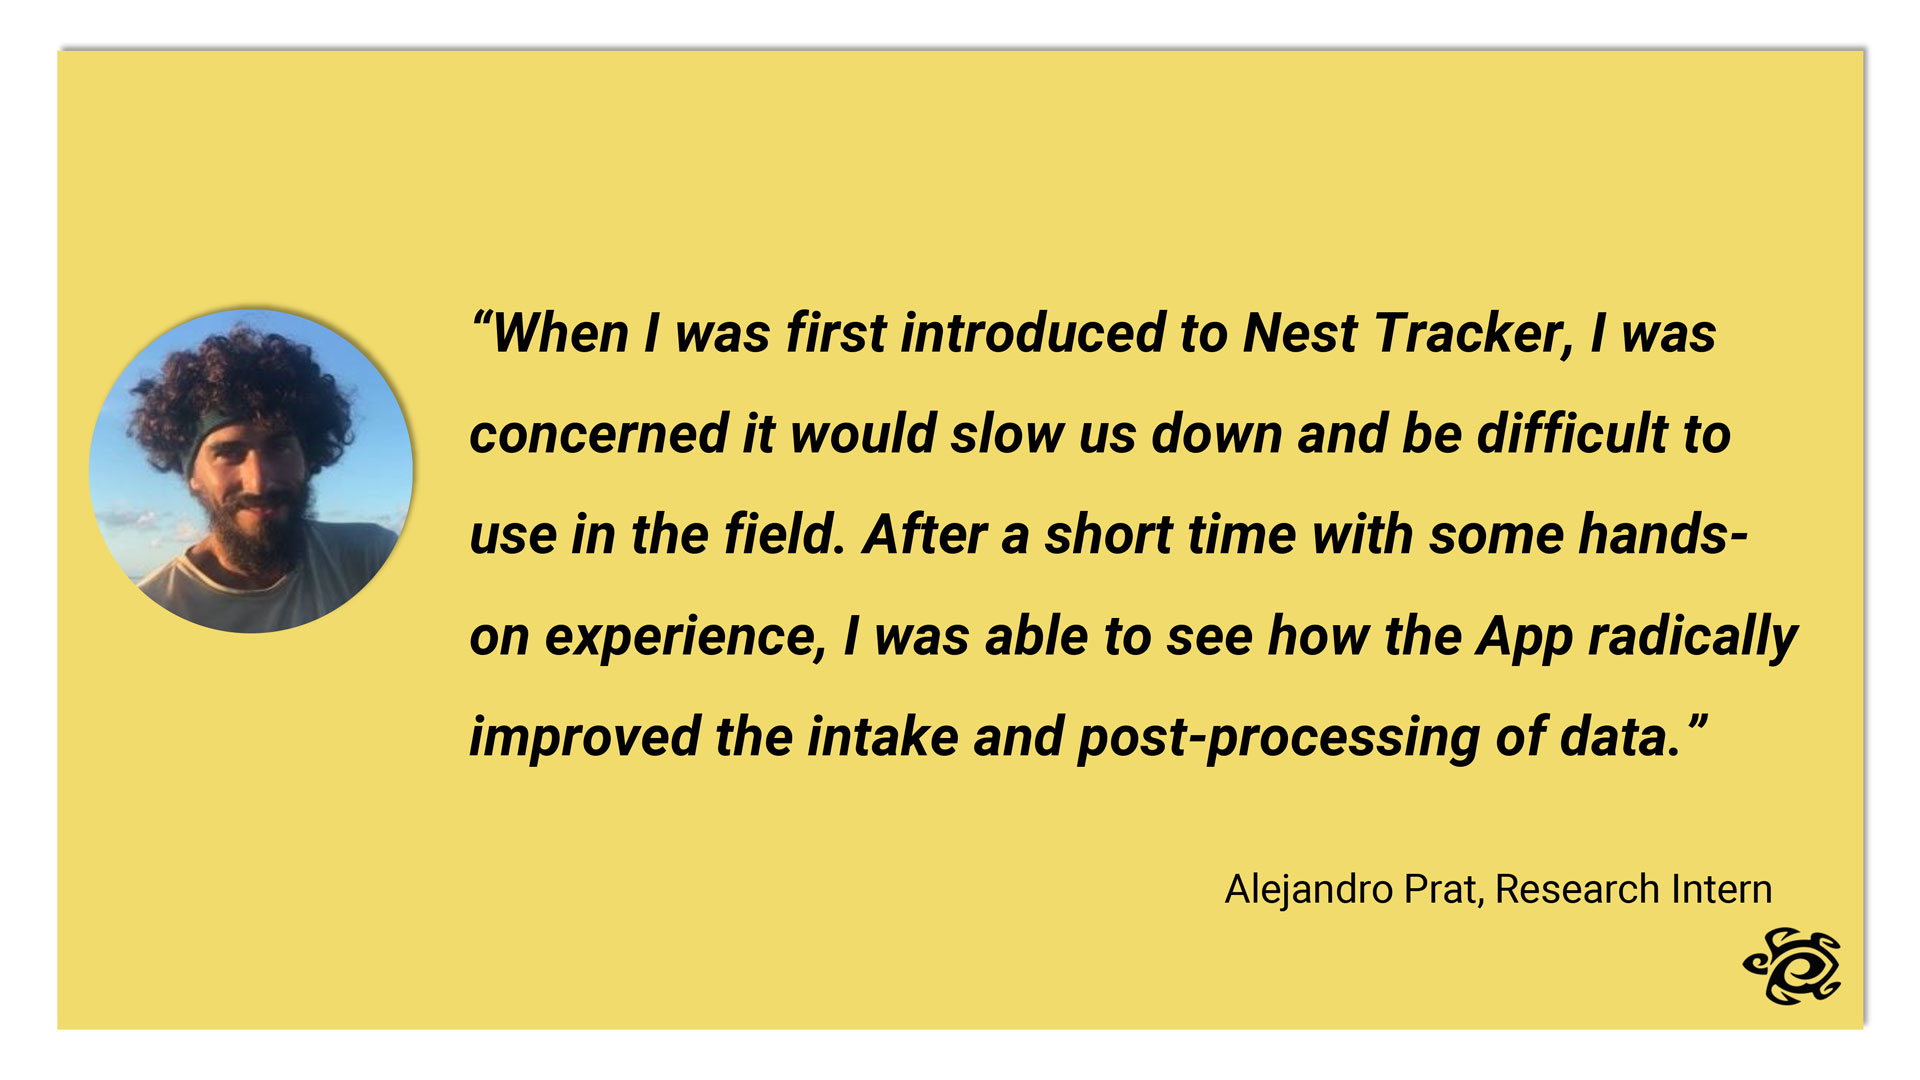 “When I was first introduced to Nest Tracker, I was
concerned it would slow us down and be difficult to
use in the field. After a short time with some hands-
on experience, I was able to see how the App radically
improved the intake and post-processing of data.”
Alejandro Prat, Research Intern